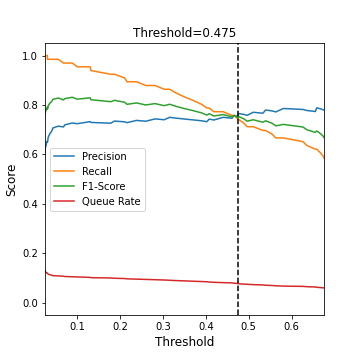 Threshold=0.475
1.0
0.8
0.6
0.4
0.2
0.0
Score
Precision
Recall
F1-Score
Queue Rate
0.1 0.2 0.3 0.4 0.5 0.6
Threshold